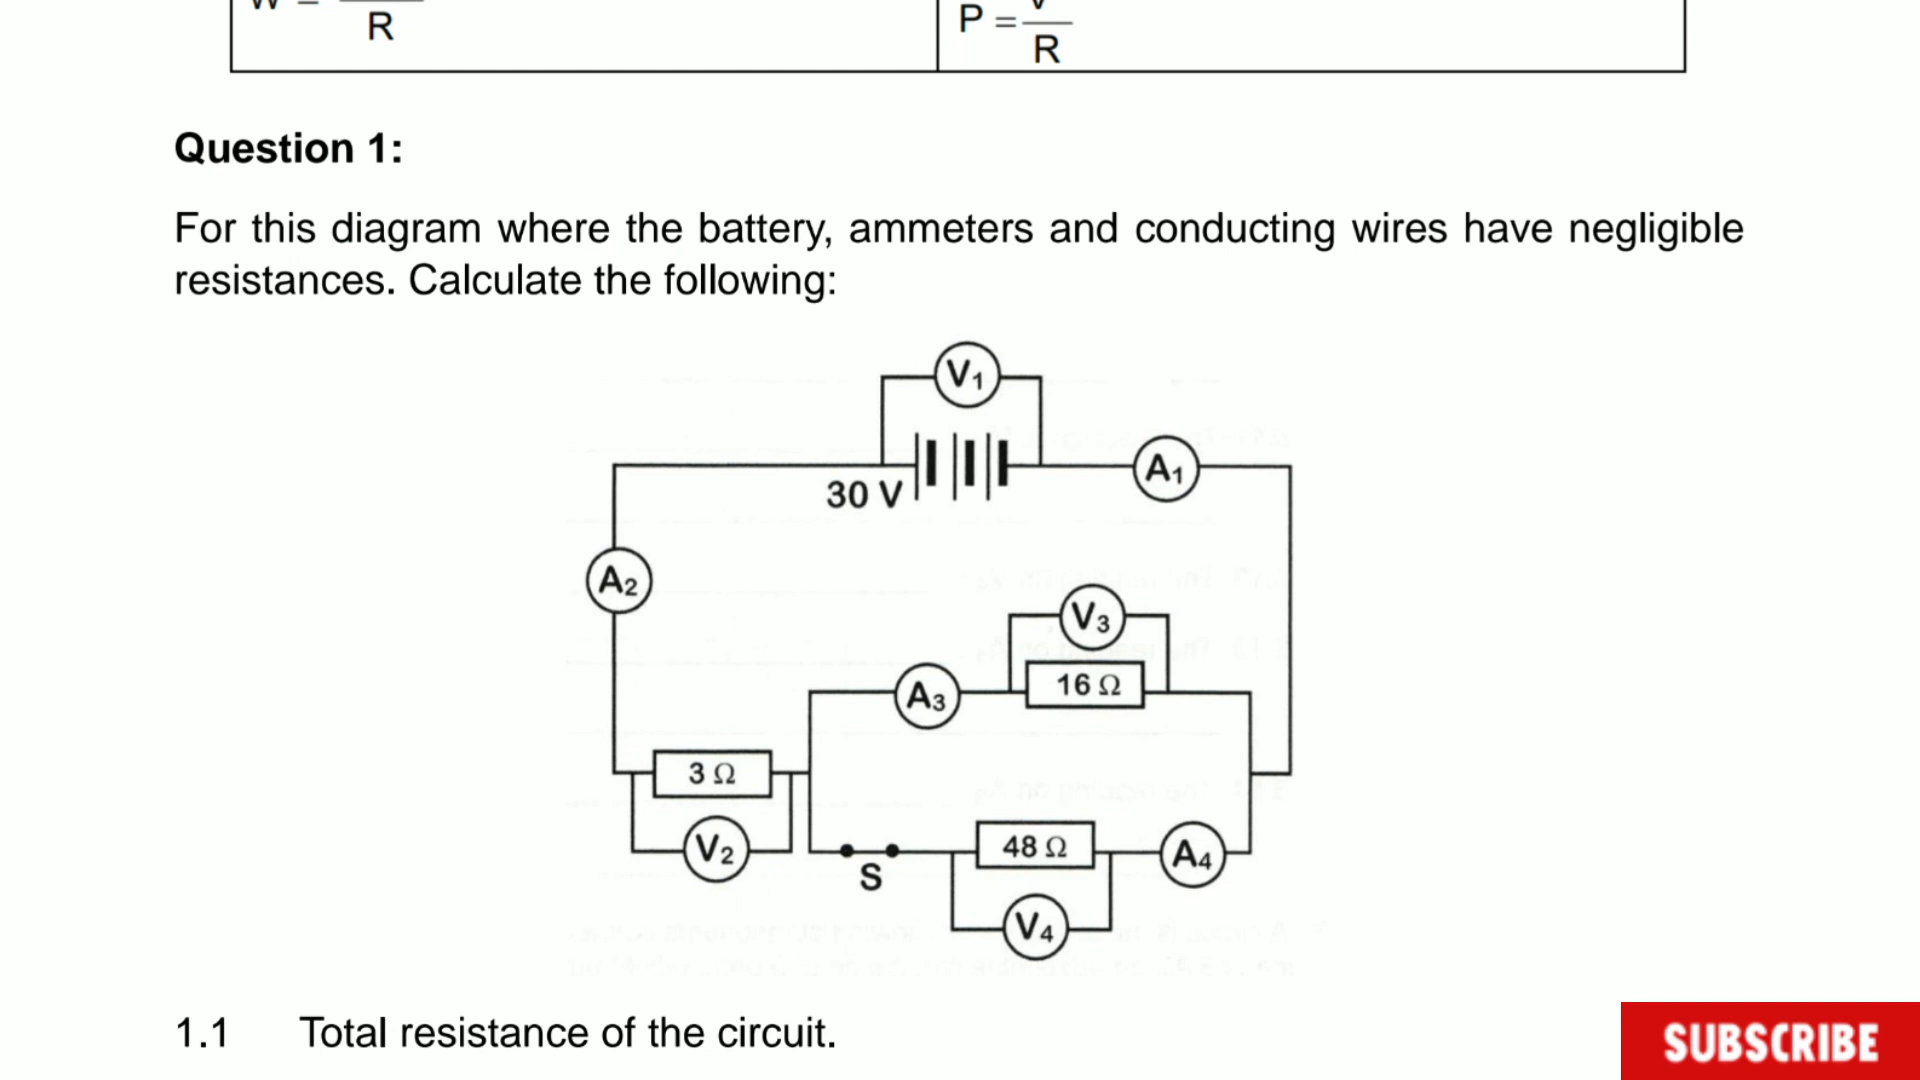 R
P = V
R
Question 1:
For this diagram where the battery, ammeters and conducting wires have negligible
resistances. Calculate the following:
V1
30 V
A1
A2
V3
A3
16 Ω
3 Ω
V2
S
48 Ω
A4
V4
1.1 Total resistance of the circuit.
SUBSCRIBE